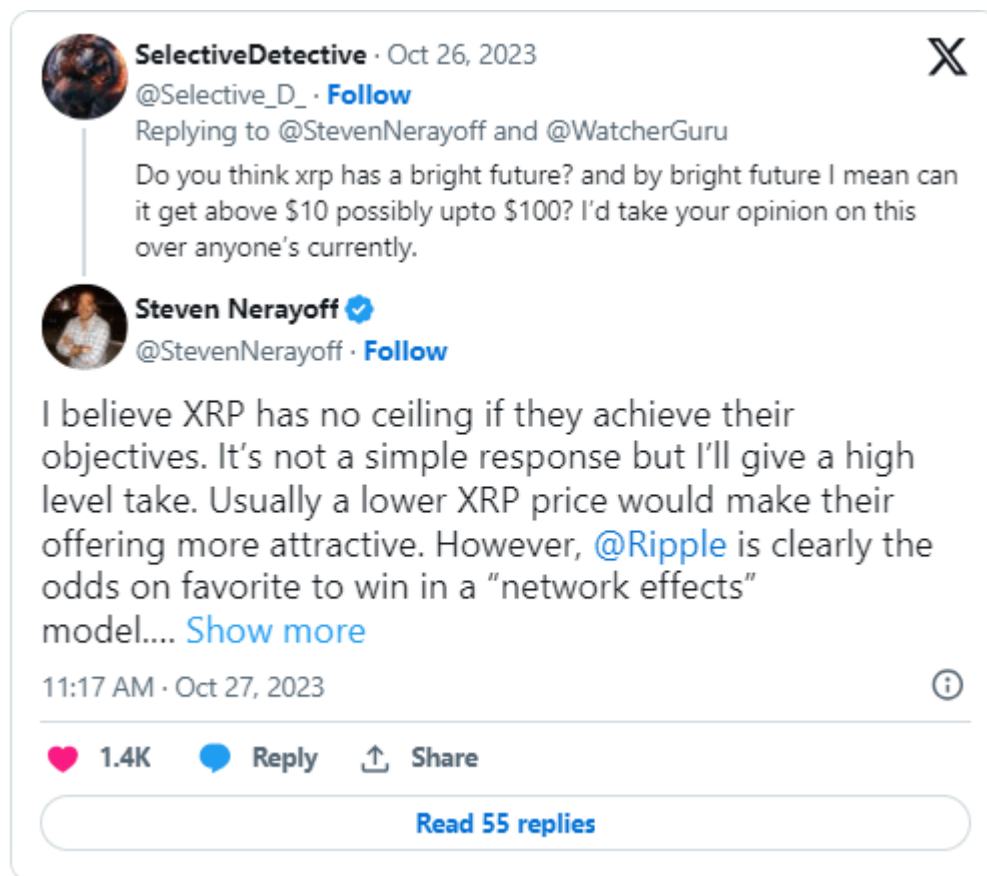 SelectiveDetective · Oct 26, 2023
@Selective_D_ · Follow
Replying to @StevenNerayoff and @WatcherGuru
Do you think xrp has a bright future? and by bright future I mean can
it get above $10 possibly upto $100? I’d take your opinion on this
over anyone’s currently.
Steven Nerayoff
@StevenNerayoff · Follow
I believe XRP has no ceiling if they achieve their
objectives. It’s not a simple response but I’ll give a high
level take. Usually a lower XRP price would make their
offering more attractive. However, @Ripple is clearly the
odds on favorite to win in a “network effects”
model.... Show more
11:17 AM · Oct 27, 2023
1.4K Reply Share
Read 55 replies